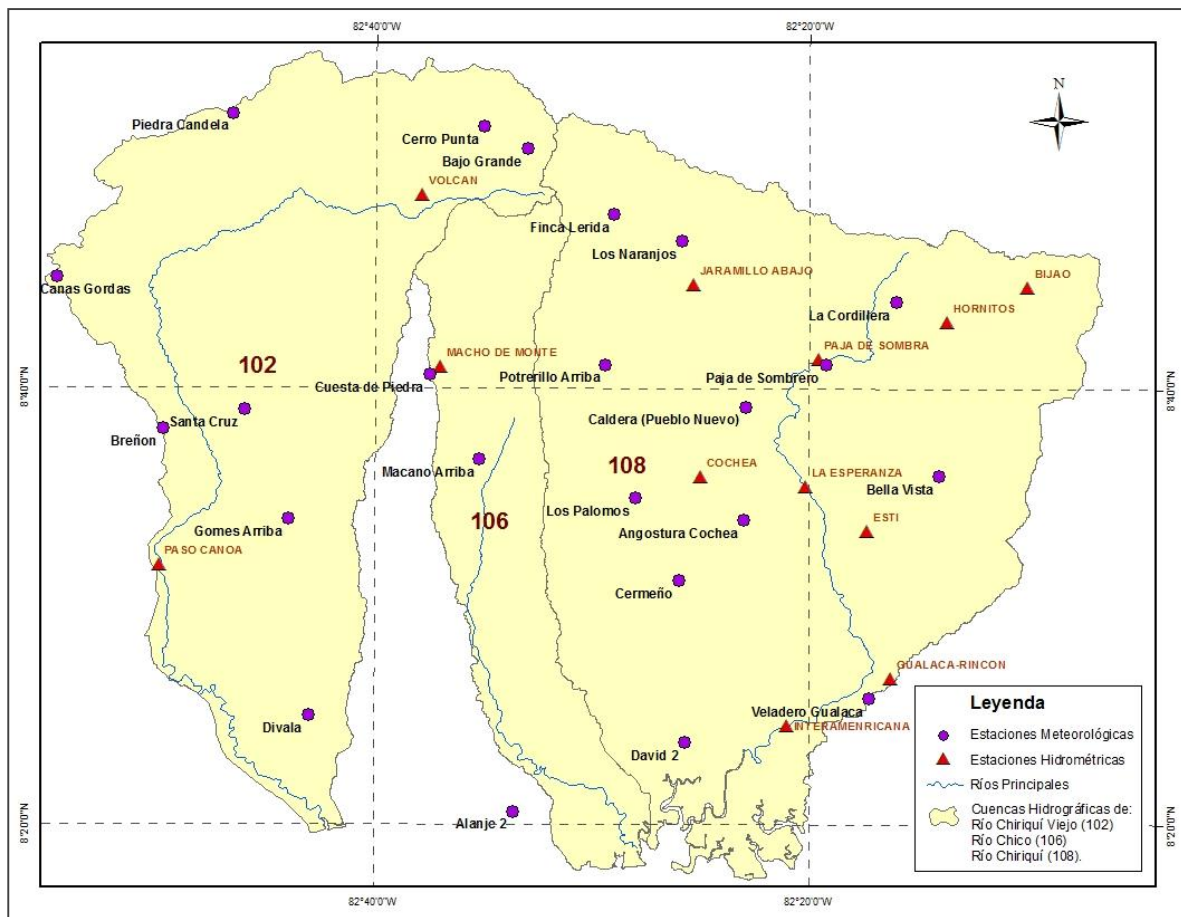 82°40'0"W
82°20'0"W
N
Piedra Candela
Cerro Punta
Bajo Grande
VOLCAN
Finca Lerida
Los Naranjos
Canas Gordas
JARAMILLO ABAJO
BIJAO
La Cordillera
HORNITOS
PAJA DE SOMBRA
MACHO DE MONTE
102
Cuesta de Piedra
Potrerillo Arriba
Paja de Sombrero
8°40'0"N
8°40'0"N
Santa Cruz
Breñon
Caldera (Pueblo Nuevo)
Macano Arriba
108
COCHEA
LA ESPERANZA
Bella Vista
106
Los Palomos
Gomes Arriba
Angostura Cochea
ESTI
PASO CANOA
Cermeño
GUALACA-RINCON
Divala
Veladero Gualaca
INTERAMENRICANA
David 2
Alanje 2
8°20'0"N
8°20'0"N
Leyenda
Estaciones Meteorológicas
Estaciones Hidrométricas
Ríos Principales
Cuencas Hidrográficas de:
Río Chiriquí Viejo (102)
Río Chico (106)
Río Chiriquí (108).
82°40'0"W
82°20'0"W